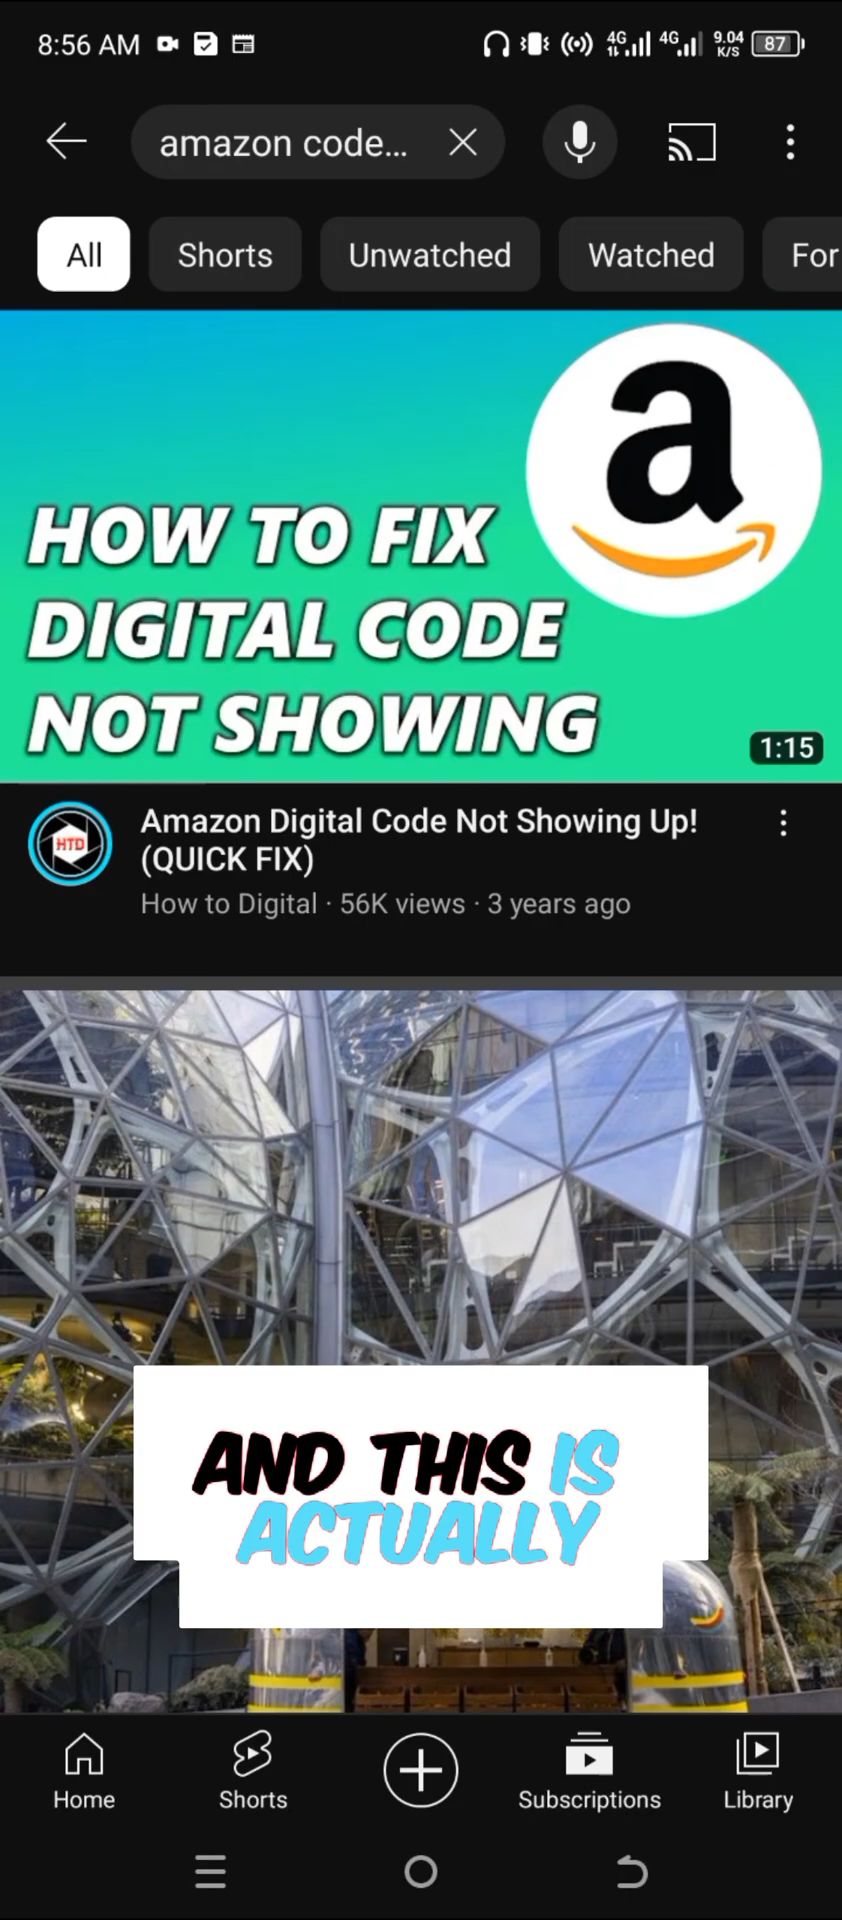 8:56 AM
4G 4G 9.04 K/S 87
amazon code...
All Shorts Unwatched Watched For
a
HOW TO FIX
DIGITAL CODE
NOT SHOWING
1:15
HTD
Amazon Digital Code Not Showing Up!
(QUICK FIX)
How to Digital · 56K views · 3 years ago
AND THIS IS
ACTUALLY
Home Shorts Subscriptions Library